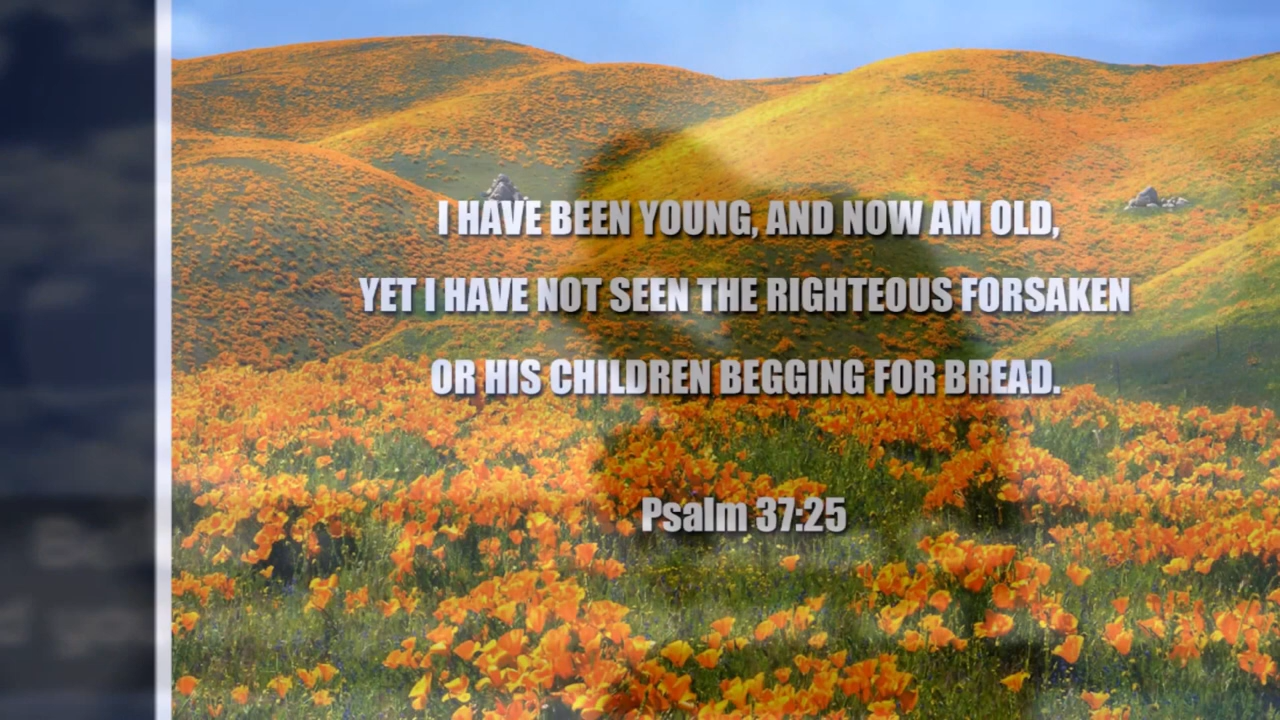 I HAVE BEEN YOUNG, AND NOW AM OLD,
YET I HAVE NOT SEEN THE RIGHTEOUS FORSAKEN
OR HIS CHILDREN BEGGING FOR BREAD.
Psalm 37:25